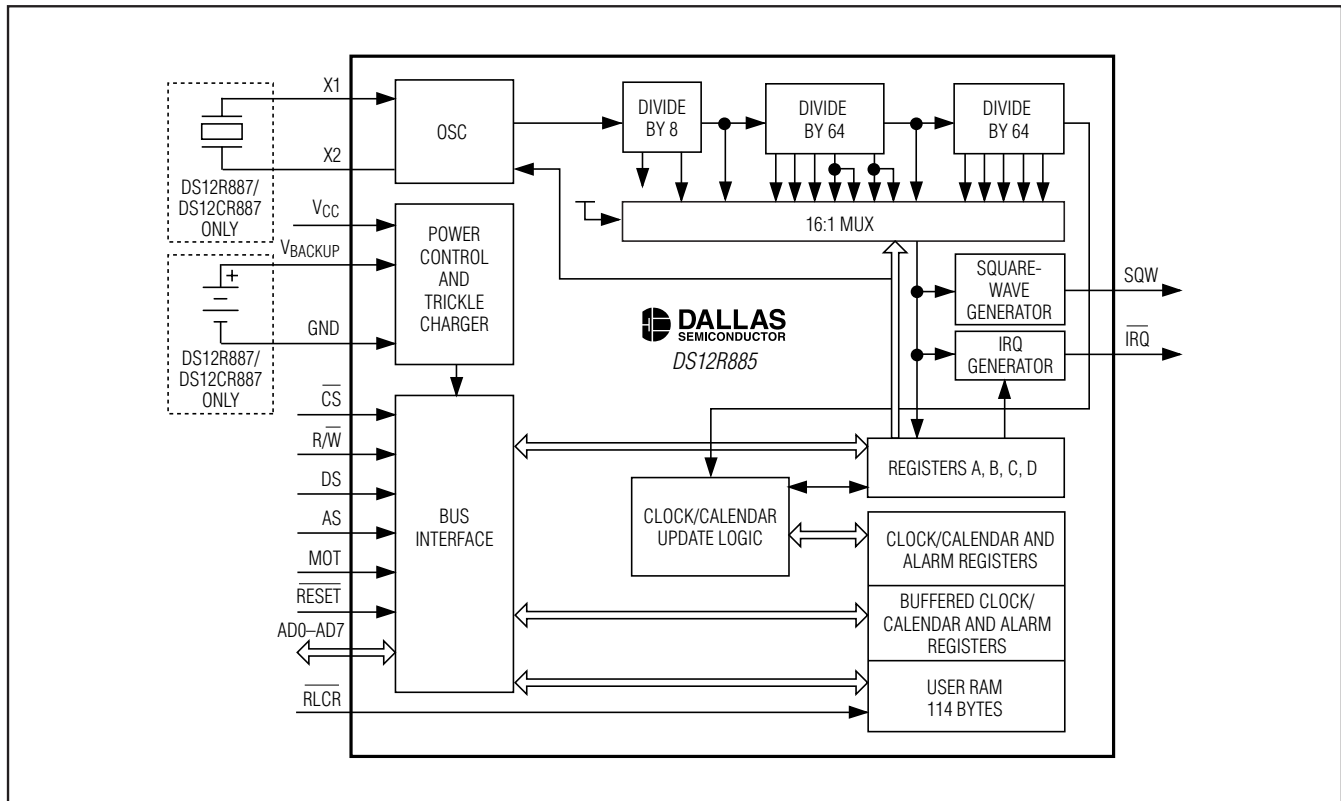 X1
X2
DS12R887/
DS12CR887
ONLY
VCC
VBACKUP
+
GND
DS12R887/
DS12CR887
ONLY
CS
R/W
DS
AS
MOT
RESET
AD0–AD7
RLCR
OSC
POWER
CONTROL
AND
TRICKLE
CHARGER
BUS
INTERFACE
DIVIDE
BY 8
DIVIDE
BY 64
DIVIDE
BY 64
16:1 MUX
SQUARE-
WAVE
GENERATOR
SQW
IRQ
GENERATOR
IRQ
DALLAS
SEMICONDUCTOR
DS12R885
REGISTERS A, B, C, D
CLOCK/CALENDAR
UPDATE LOGIC
CLOCK/CALENDAR AND
ALARM REGISTERS
BUFFERED CLOCK/
CALENDAR AND ALARM
REGISTERS
USER RAM
114 BYTES